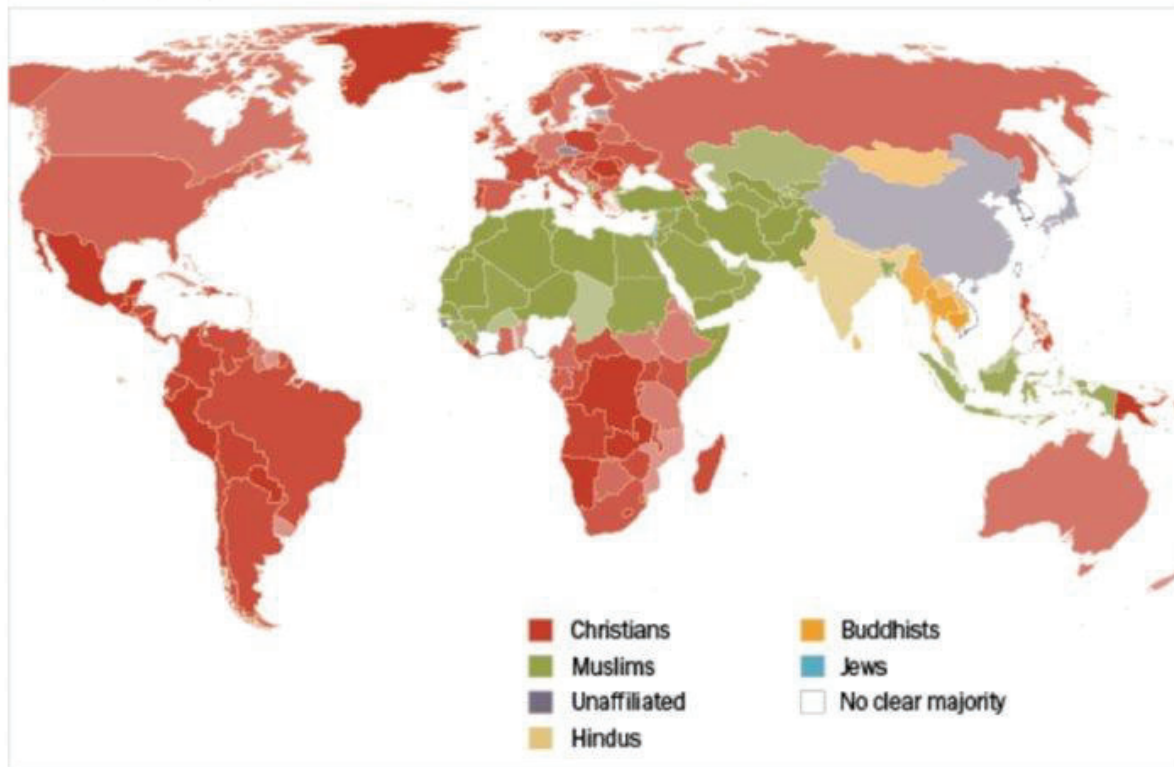 Christians
Muslims
Unaffiliated
Hindus
Buddhists
Jews
No clear majority